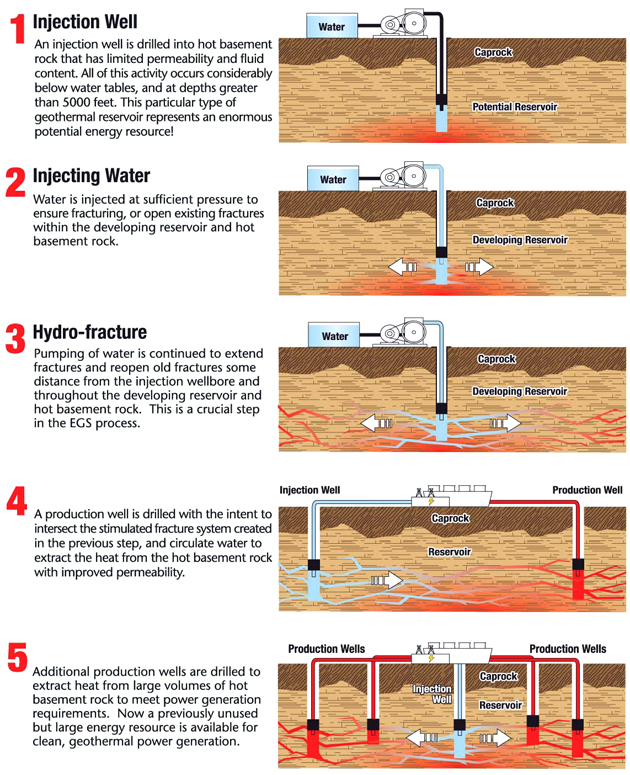 1 Injection Well
An injection well is drilled into hot basement
rock that has limited permeability and fluid
content. All of this activity occurs considerably
below water tables, and at depths greater
than 5000 feet. This particular type of
geothermal reservoir represents an enormous
potential energy resource!
Water
Caprock
Potential Reservoir
2 Injecting Water
Water is injected at sufficient pressure to
ensure fracturing, or open existing fractures
within the developing reservoir and hot
basement rock.
Water
Caprock
Developing Reservoir
3 Hydro-fracture
Pumping of water is continued to extend
fractures and reopen old fractures some
distance from the injection wellbore and
throughout the developing reservoir and
hot basement rock. This is a crucial step
in the EGS process.
Water
Caprock
Developing Reservoir
4
A production well is drilled with the intent to
intersect the stimulated fracture system created
in the previous step, and circulate water to
extract the heat from the hot basement rock
with improved permeability.
Injection Well
Production Well
Caprock
Reservoir
5
Additional production wells are drilled to
extract heat from large volumes of hot
basement rock to meet power generation
requirements. Now a previously unused
but large energy resource is available for
clean, geothermal power generation.
Production Wells
Production Wells
Caprock
Injection
Well
Reservoir